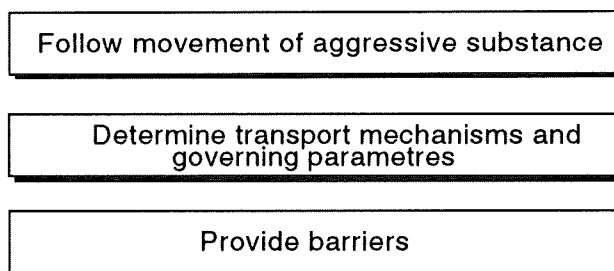 Follow movement of aggressive substance
Determine transport mechanisms and
governing parametres
Provide barriers